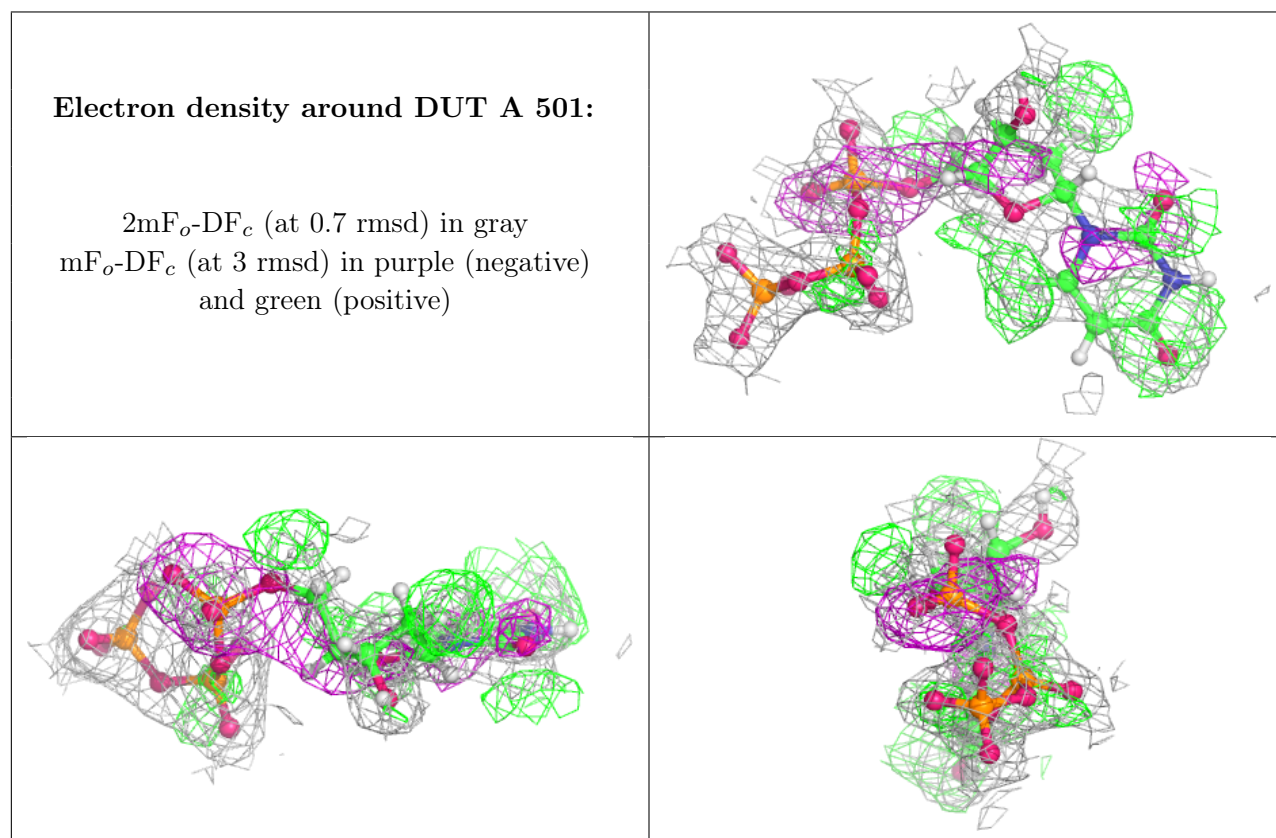 Electron density around DUT A 501:
2mFo-DFc (at 0.7 rmsd) in gray
mFo-DFc (at 3 rmsd) in purple (negative)
and green (positive)